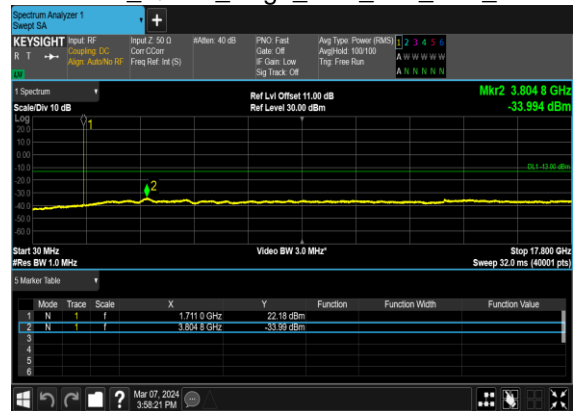 Spectrum Analyzer 1
Swept SA
+
KEYSIGHT Input: RF Input Z: 50 Ω #Atten: 40 dB PNO: Fast Avg Type: Power (RMS) 1 2 3 4 5 6
R T Coupling: DC Corr CCorr Gate: Off Avg|Hold: 100/100 A W W W W W
Align: Auto/No RF Freq Ref: Int (S) IF Gain: Low Trig: Free Run
LW Sig Track: Off A N N N N N
1 Spectrum Ref Lvl Offset 11.00 dB Mkr2 3.804 8 GHz
Scale/Div 10 dB Ref Level 30.00 dBm -33.994 dBm
Log
1
20.0
10.0
0.00
-10.0
DL1 -13.00 dBm
-20.0
2
-30.0
-40.0
-50.0
-60.0
Start 30 MHz Video BW 3.0 MHz* Stop 17.800 GHz
#Res BW 1.0 MHz Sweep 32.0 ms (40001 pts)
5 Marker Table
Mode Trace Scale X Y Function Function Width Function Value
1 N 1 f 1.711 0 GHz 22.18 dBm
2 N 1 f 3.804 8 GHz -33.99 dBm
3
4
5
6
? Mar 07, 2024
3:58:21 PM